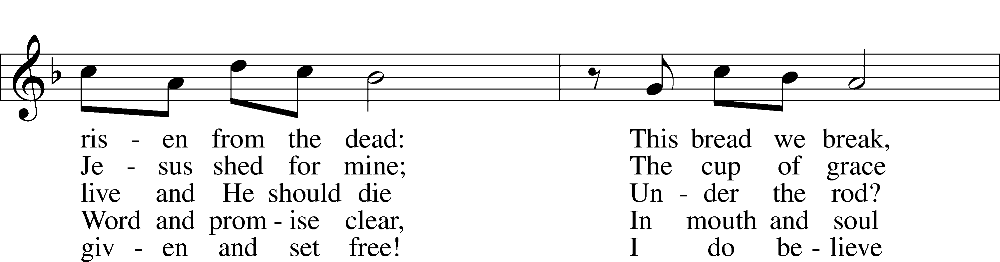 ris - en from the dead: This bread we break,
Je - sus shed for mine; The cup of grace
live and He should die Un - der the rod?
Word and prom - ise clear, In mouth and soul
giv - en and set free! I do be - lieve